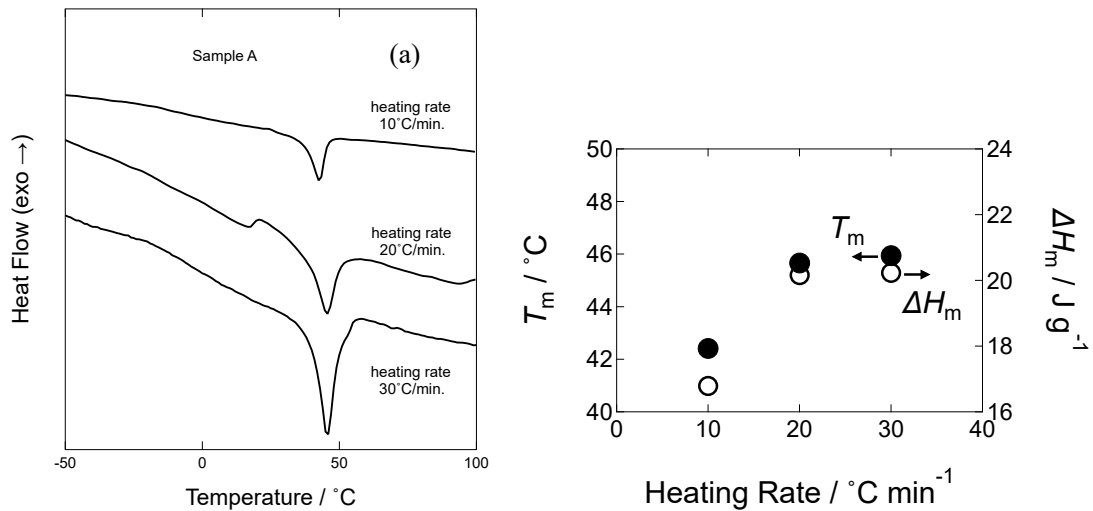 Sample A
(a)
heating rate
10˚C/min.
heating rate
20˚C/min.
heating rate
30˚C/min.
Heat Flow (exo →)
-50
0
50
100
Temperature / ˚C
50
48
46
44
42
40
24
22
20
18
16
Tm
ΔHm
0
10
20
30
40
Tm / ˚C
ΔHm / J g-1
Heating Rate / ˚C min-1